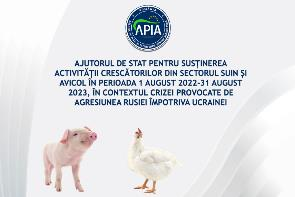 APIA
AJUTORUL DE STAT PENTRU SUSȚINEREA
ACTIVITĂȚII CRESCĂTORILOR DIN SECTORUL SUIN ȘI
AVICOL ÎN PERIOADA 1 AUGUST 2022-31 AUGUST
2023, ÎN CONTEXTUL CRIZEI PROVOCATE DE
AGRESIUNEA RUSIEI ÎMPOTRIVA UCRAINEI